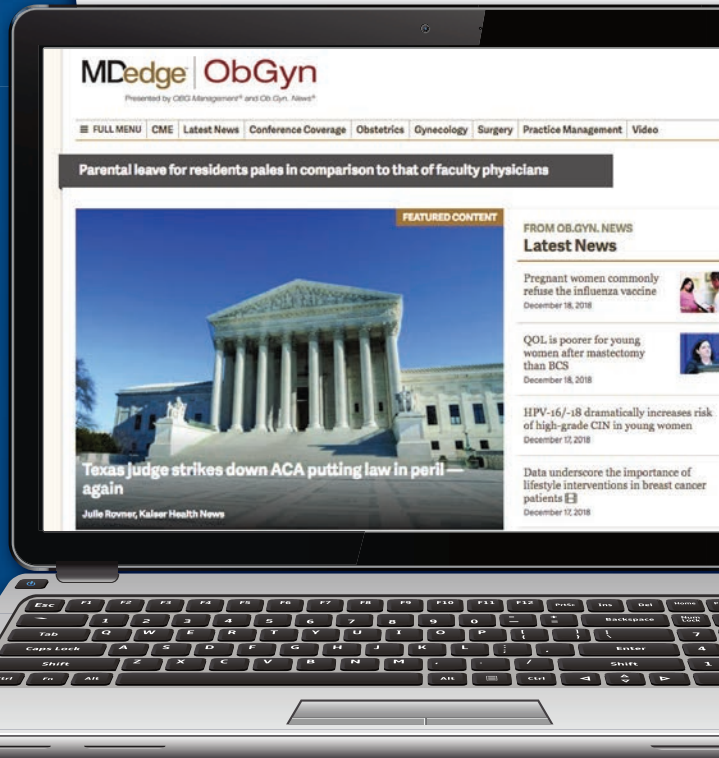 MDedge ObGyn
Presented by OBG Management® and Ob.Gyn. News®
FULL MENU CME Latest News Conference Coverage Obstetrics Gynecology Surgery Practice Management Video
Parental leave for residents pales in comparison to that of faculty physicians
FEATURED CONTENT
Texas judge strikes down ACA putting law in peril —
again
Julie Rovner, Kaiser Health News
FROM OB.GYN. NEWS
Latest News
Pregnant women commonly
refuse the influenza vaccine
December 18, 2018
QOL is poorer for young
women after mastectomy
than BCS
December 18, 2018
HPV-16/-18 dramatically increases risk
of high-grade CIN in young women
December 17, 2018
Data underscore the importance of
lifestyle interventions in breast cancer
patients
December 17, 2018
Esc F1 F2 F3 F4 F5 F6 F7 F8 F9 F10 F11 F12 PrtSc Ins Del Home
1 2 3 4 5 6 7 8 9 0 Backspace 7
Tab Q W E R T Y U I O P { } \
Caps Lock A S D F G H J K L ; Enter 4
Shift Z X C V B N M . / Shift 1
Ctrl Fn Alt Alt Ctrl